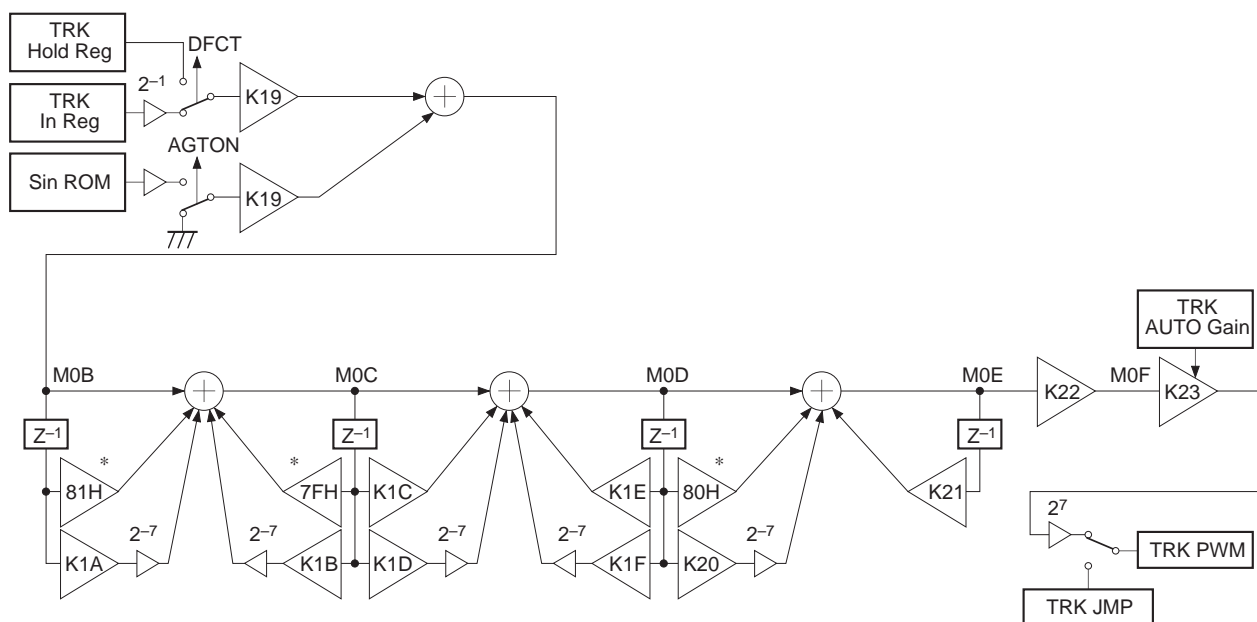 TRK
Hold Reg
DFCT
2–1
K19
TRK
In Reg
AGTON
Sin ROM
K19
TRK
AUTO Gain
M0B
M0C
M0D
M0E
K22
M0F
K23
Z–1
Z–1
Z–1
Z–1
*
*
*
81H
7FH
K1C
K1E
80H
K21
2–7
2–7
2–7
2–7
2–7
K1A
K1B
K1D
K1F
K20
27
TRK PWM
TRK JMP